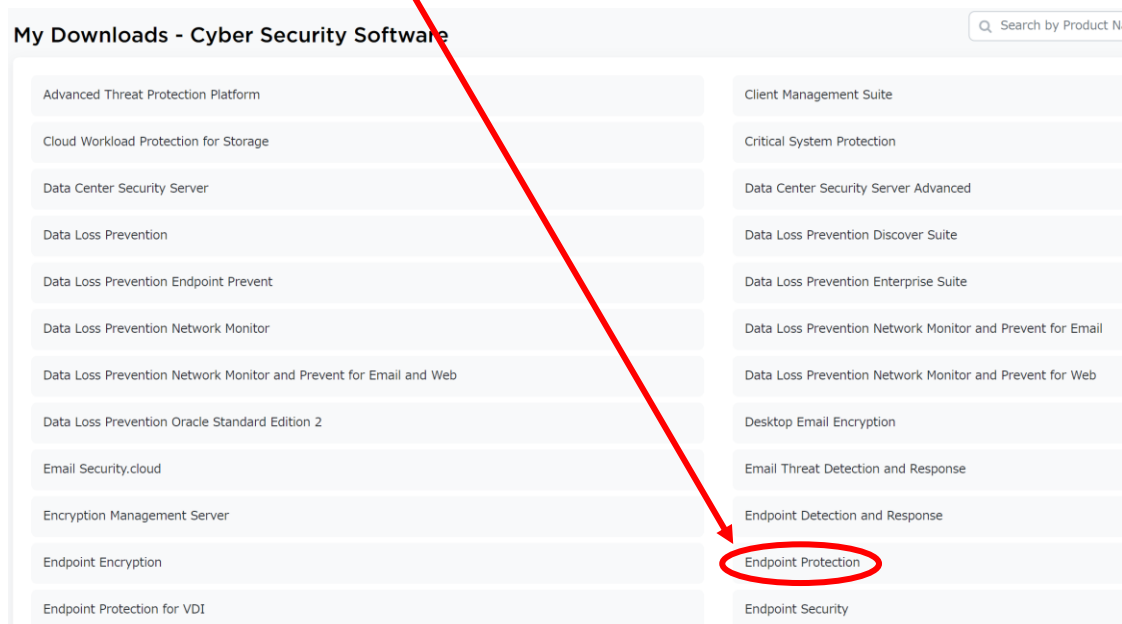 My Downloads - Cyber Security Software
Search by Product
Advanced Threat Protection Platform
Client Management Suite
Cloud Workload Protection for Storage
Critical System Protection
Data Center Security Server
Data Center Security Server Advanced
Data Loss Prevention
Data Loss Prevention Discover Suite
Data Loss Prevention Endpoint Prevent
Data Loss Prevention Enterprise Suite
Data Loss Prevention Network Monitor
Data Loss Prevention Network Monitor and Prevent for Email
Data Loss Prevention Network Monitor and Prevent for Email and Web
Data Loss Prevention Network Monitor and Prevent for Web
Data Loss Prevention Oracle Standard Edition 2
Desktop Email Encryption
Email Security.cloud
Email Threat Detection and Response
Encryption Management Server
Endpoint Detection and Response
Endpoint Encryption
Endpoint Protection
Endpoint Protection for VDI
Endpoint Security